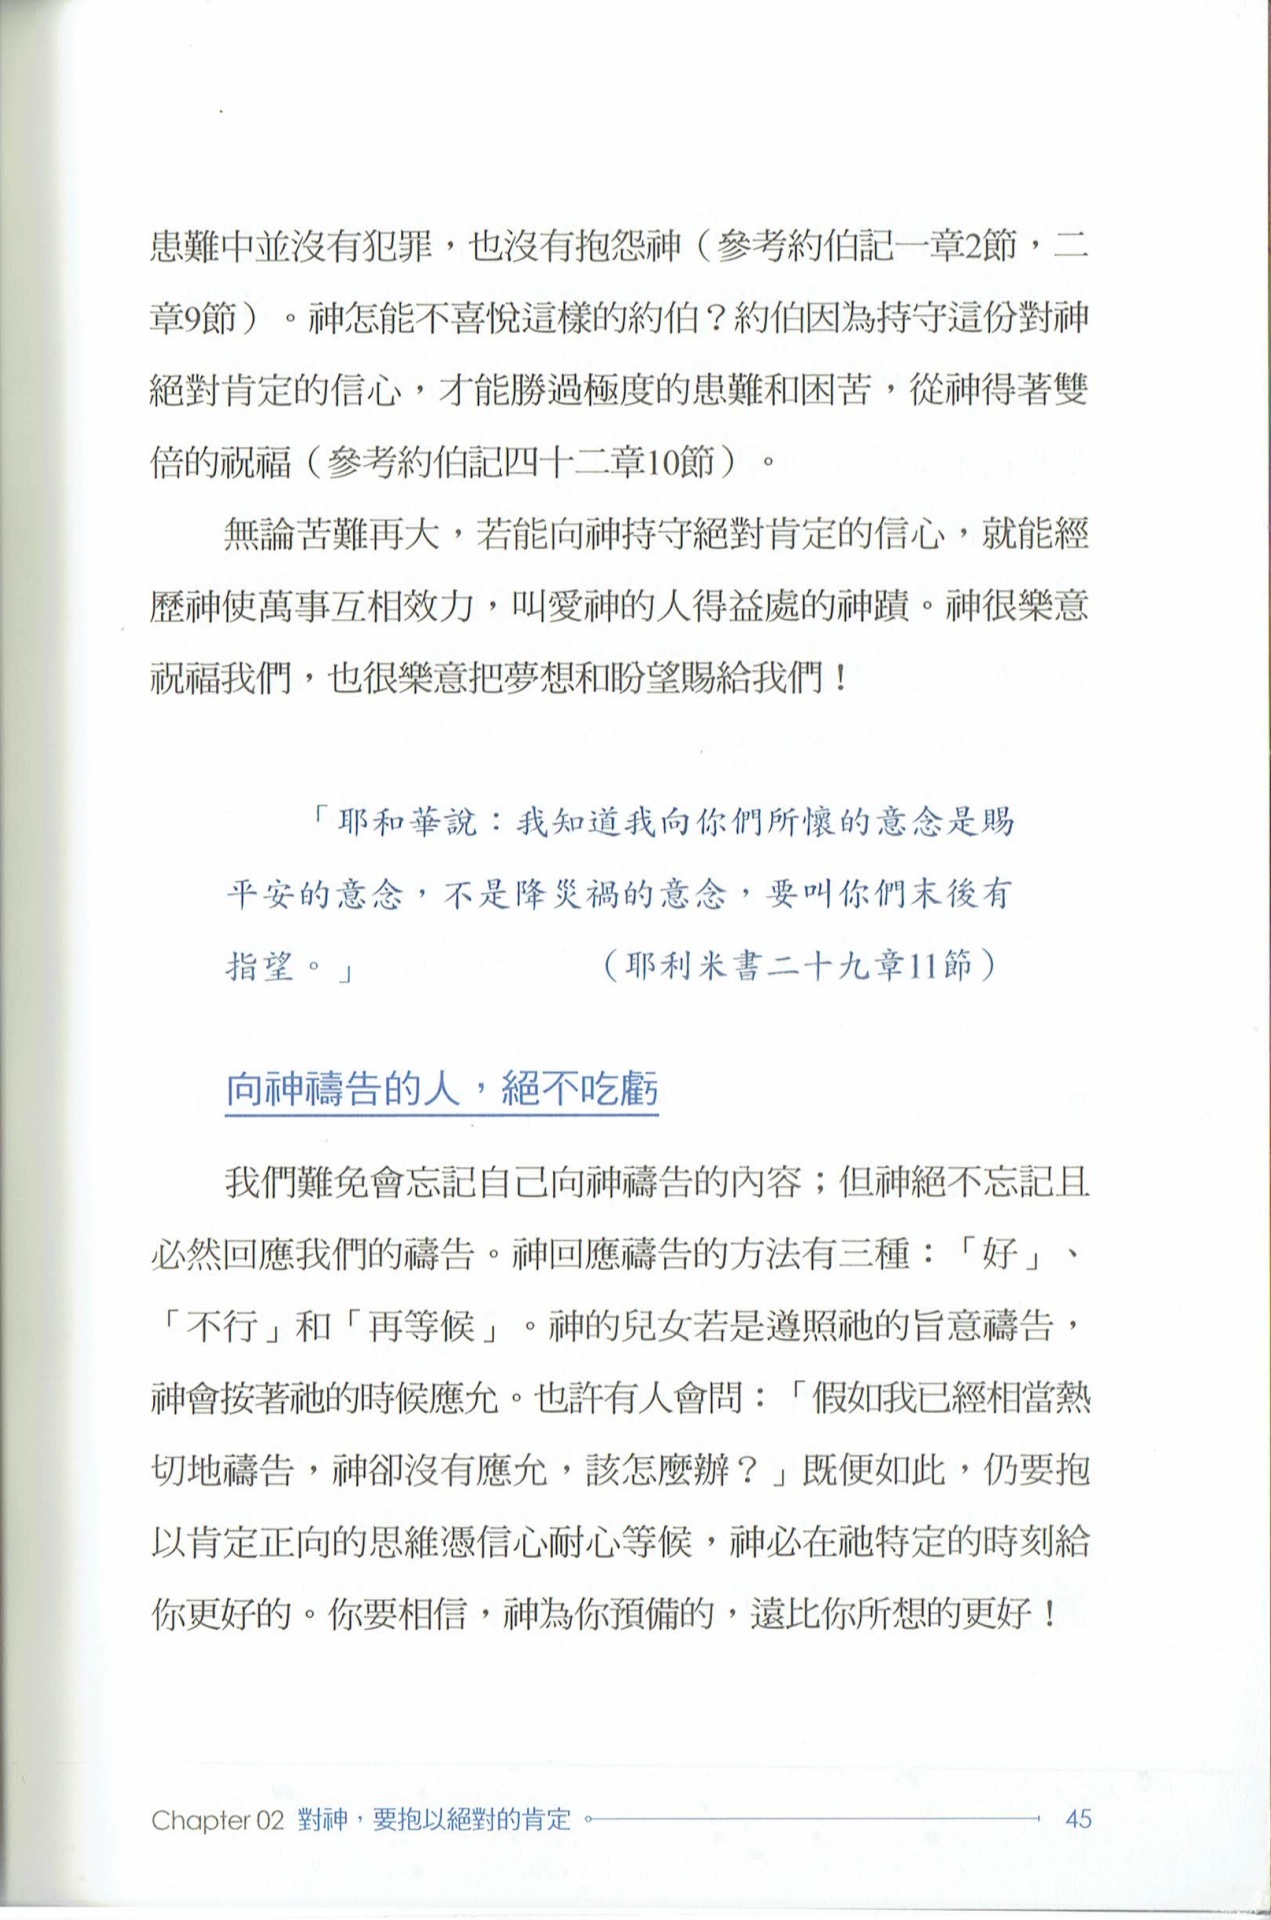 患難中並沒有犯罪，也沒有抱怨神（參考約伯記一章2節，二
章9節）。神怎能不喜悅這樣的約伯？約伯因為持守這份對神
絕對肯定的信心，才能勝過極度的患難和困苦，從神得著雙
倍的祝福（參考約伯記四十二章10節）。
無論苦難再大，若能向神持守絕對肯定的信心，就能經
歷神使萬事互相效力，叫愛神的人得益處的神蹟。神很樂意
祝福我們，也很樂意把夢想和盼望賜給我們！
「耶和華說：我知道我向你們所懷的意念是賜
平安的意念，不是降災禍的意念，要叫你們末後有
指望。」（耶利米書二十九章11節）
向神禱告的人，絕不吃虧
我們難免會忘記自己向神禱告的內容；但神絕不忘記且
必然回應我們的禱告。神回應禱告的方法有三種：「好」、
「不行」和「再等候」。神的兒女若是遵照祂的旨意禱告，
神會按著祂的時候應允。也許有人會問：「假如我已經相當熱
切地禱告，神卻沒有應允，該怎麼辦？」既便如此，仍要抱
以肯定正向的思維憑信心耐心等候，神必在祂特定的時刻給
你更好的。你要相信，神為你預備的，遠比你所想的更好！
Chapter 02 對神，要抱以絕對的肯定 45